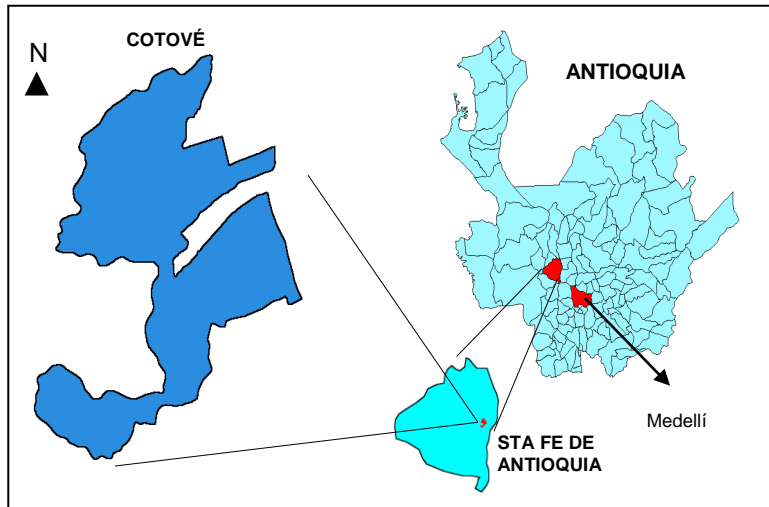 COTOVÉ
N
ANTIOQUIA
Medellí
STA FE DE
ANTIOQUIA